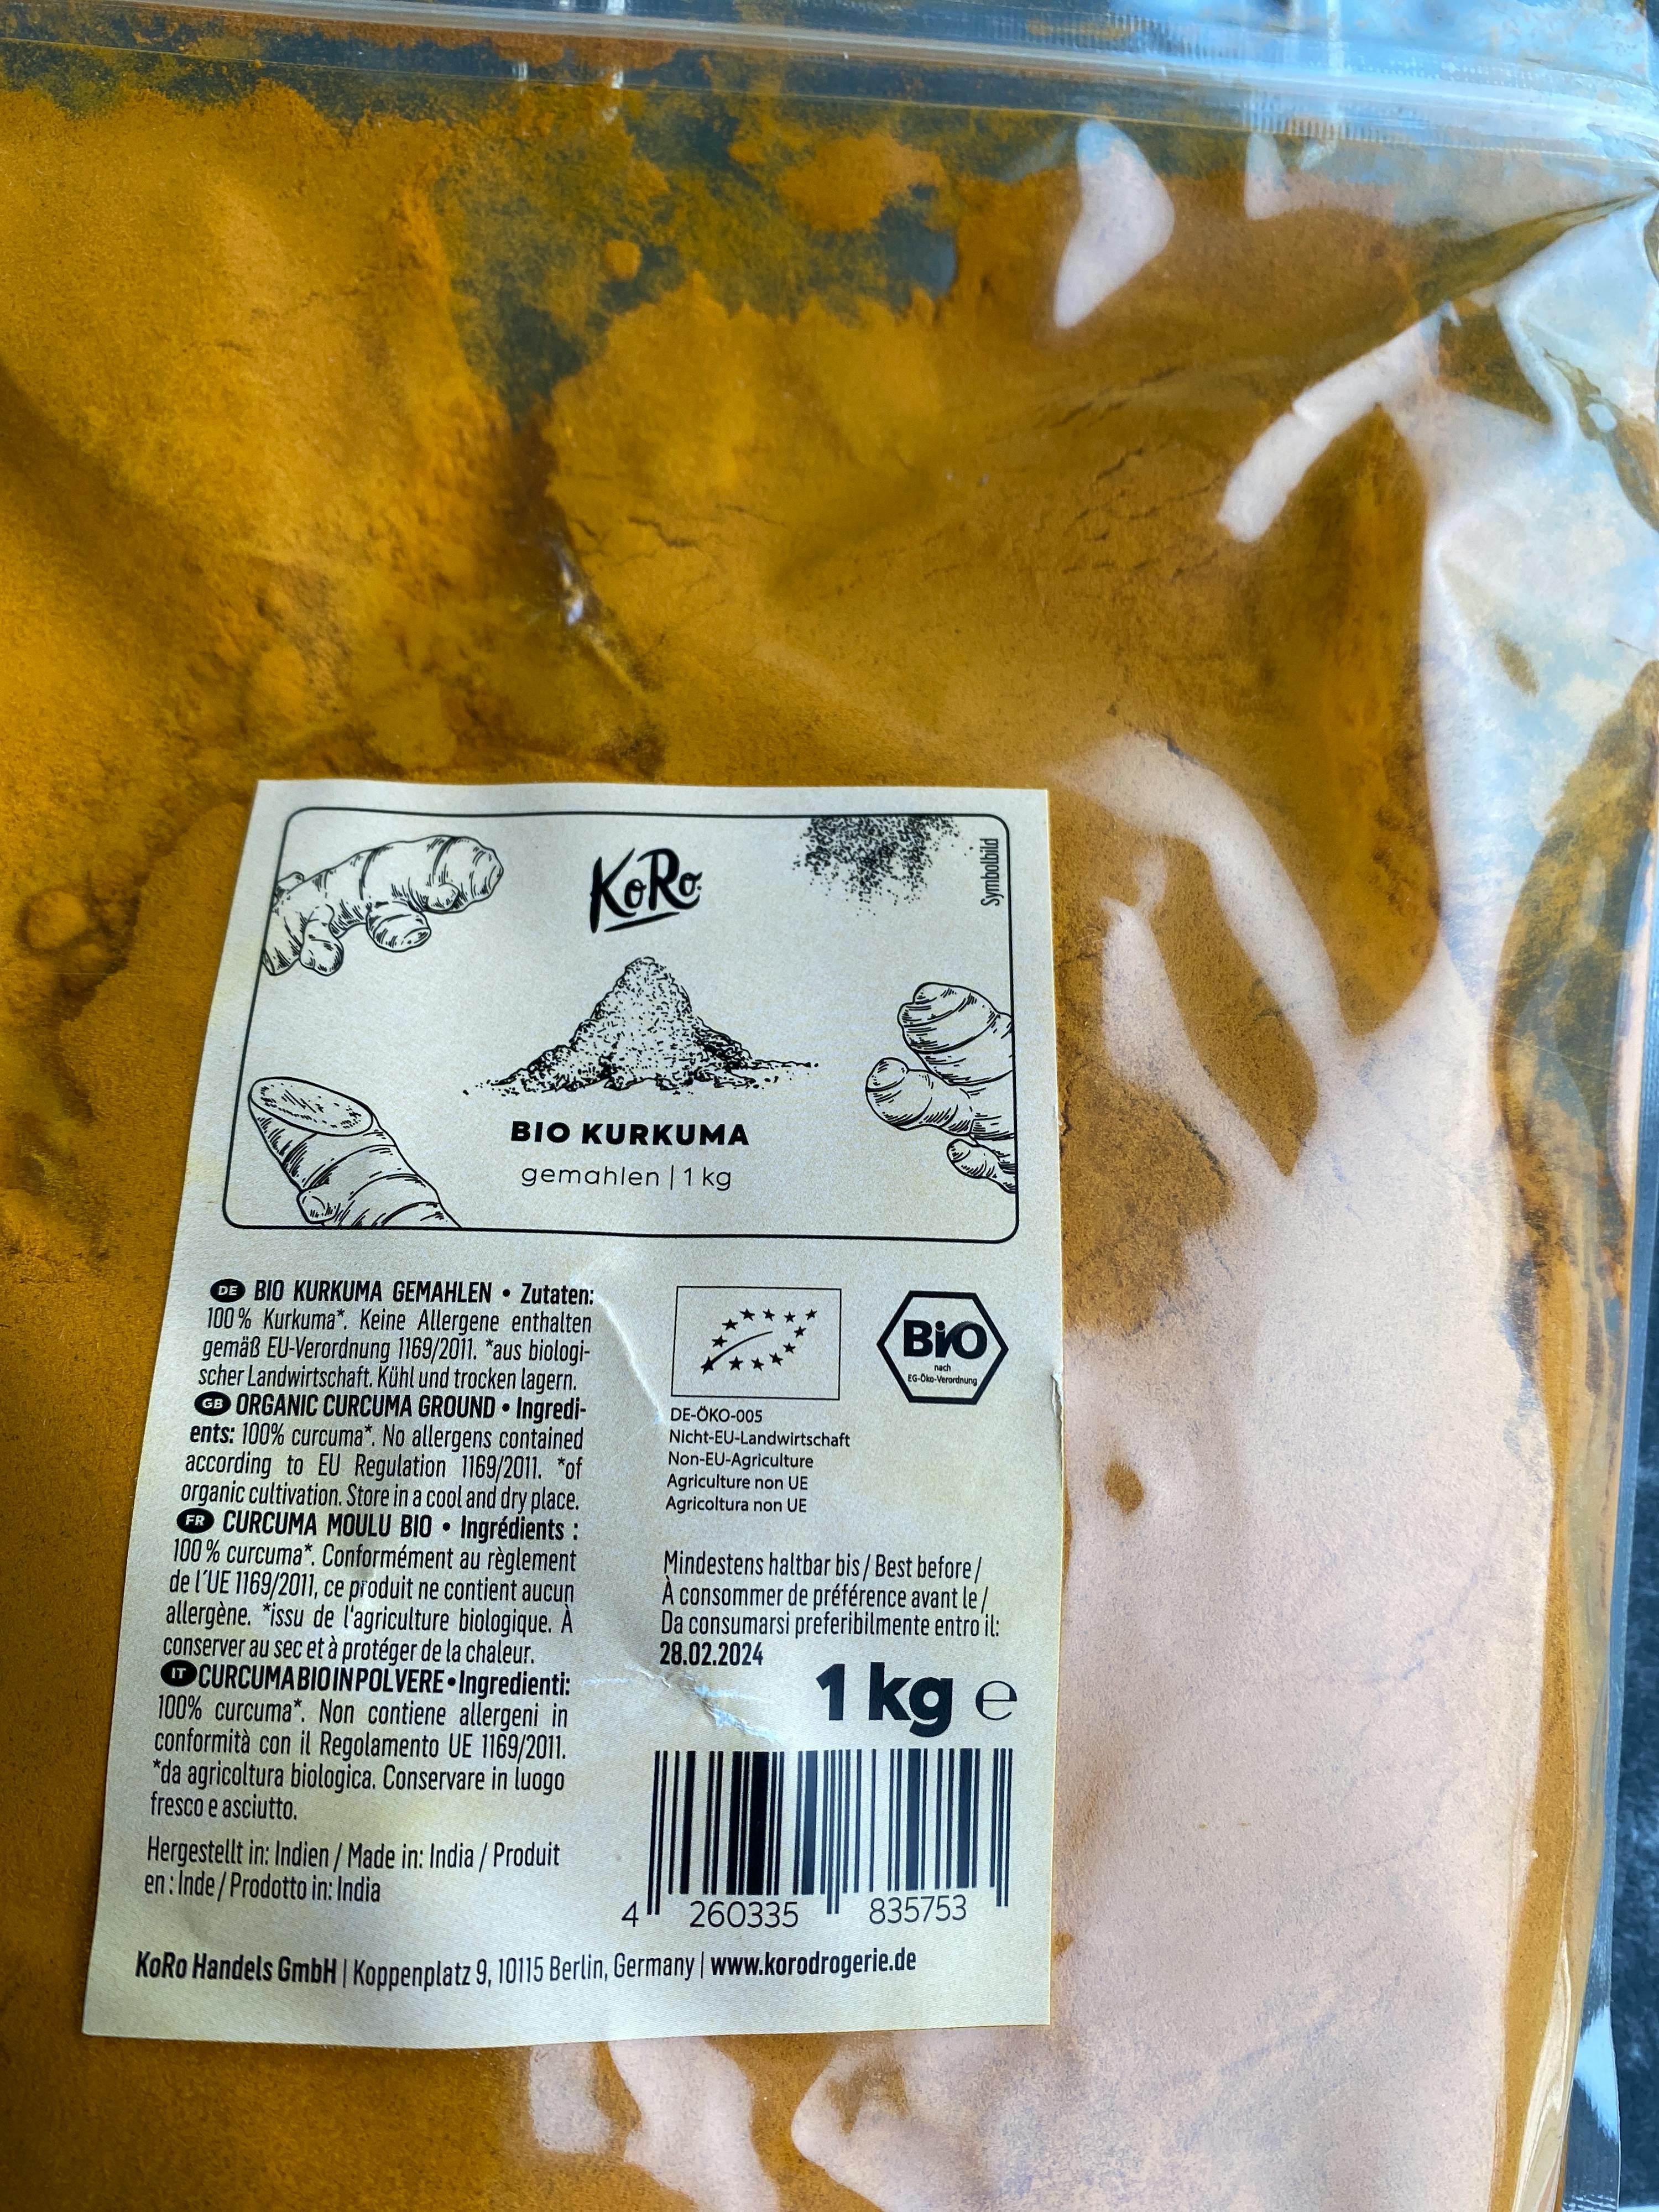 KoRo
Symbolbild
BIO KURKUMA
gemahlen | 1 kg
DE BIO KURKUMA GEMAHLEN • Zutaten:
100 % Kurkuma*. Keine Allergene enthalten
gemäß EU-Verordnung 1169/2011. *aus biologi-
scher Landwirtschaft. Kühl und trocken lagern.
GB ORGANIC CURCUMA GROUND • Ingredi-
ents: 100% curcuma*. No allergens contained
according to EU Regulation 1169/2011. *of
organic cultivation. Store in a cool and dry place.
FR CURCUMA MOULU BIO • Ingrédients :
100 % curcuma*. Conformément au règlement
de l´UE 1169/2011, ce produit ne contient aucun
allergène. *issu de l'agriculture biologique. À
conserver au sec et à protéger de la chaleur.
IT CURCUMA BIO IN POLVERE • Ingredienti:
100% curcuma*. Non contiene allergeni in
conformità con il Regolamento UE 1169/2011.
*da agricoltura biologica. Conservare in luogo
fresco e asciutto.
Hergestellt in: Indien / Made in: India / Produit
en : Inde / Prodotto in: India
BiO
nach
EG-Öko-Verordnung
DE-ÖKO-005
Nicht-EU-Landwirtschaft
Non-EU-Agriculture
Agriculture non UE
Agricoltura non UE
Mindestens haltbar bis / Best before /
À consommer de préférence avant le /
Da consumarsi preferibilmente entro il:
28.02.2024
1 kg e
4 260335 835753
KoRo Handels GmbH | Koppenplatz 9, 10115 Berlin, Germany | www.korodrogerie.de